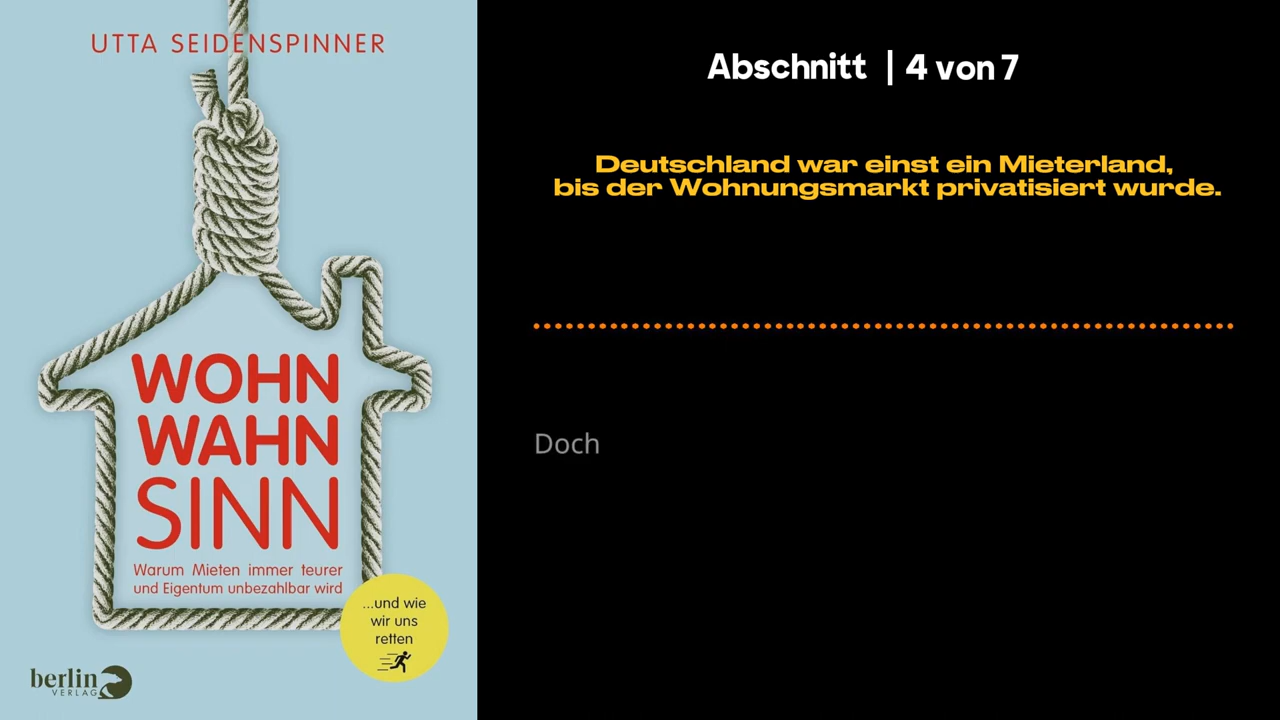 UTTA SEIDENSPINNER
WOHN
WAHN
SINN
Warum Mieten immer teurer
und Eigentum unbezahlbar wird
...und wie
wir uns
retten
berlin
VERLAG
Abschnitt | 4 von 7
Deutschland war einst ein Mieterland,
bis der Wohnungsmarkt privatisiert wurde.
Doch